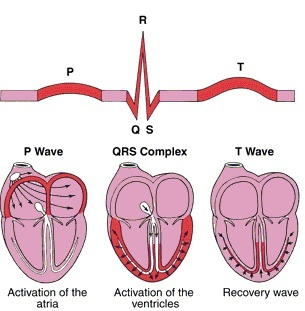 R
P
T
Q S
P Wave
QRS Complex
T Wave
Activation of the
atria
Activation of the
ventricles
Recovery wave